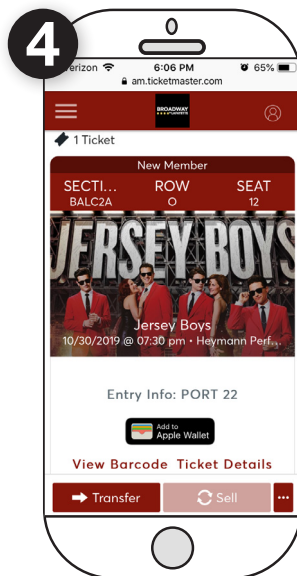 4
erizon 6:06 PM 65%
am.ticketmaster.com
BROADWAY
1 Ticket
New Member
SECTI... ROW SEAT
BALC2A O 12
JERSEY BOYS
Jersey Boys
10/30/2019 @ 07:30 pm • Heymann Perf...
Entry Info: PORT 22
Add to
Apple Wallet
View Barcode Ticket Details
Transfer Sell ...